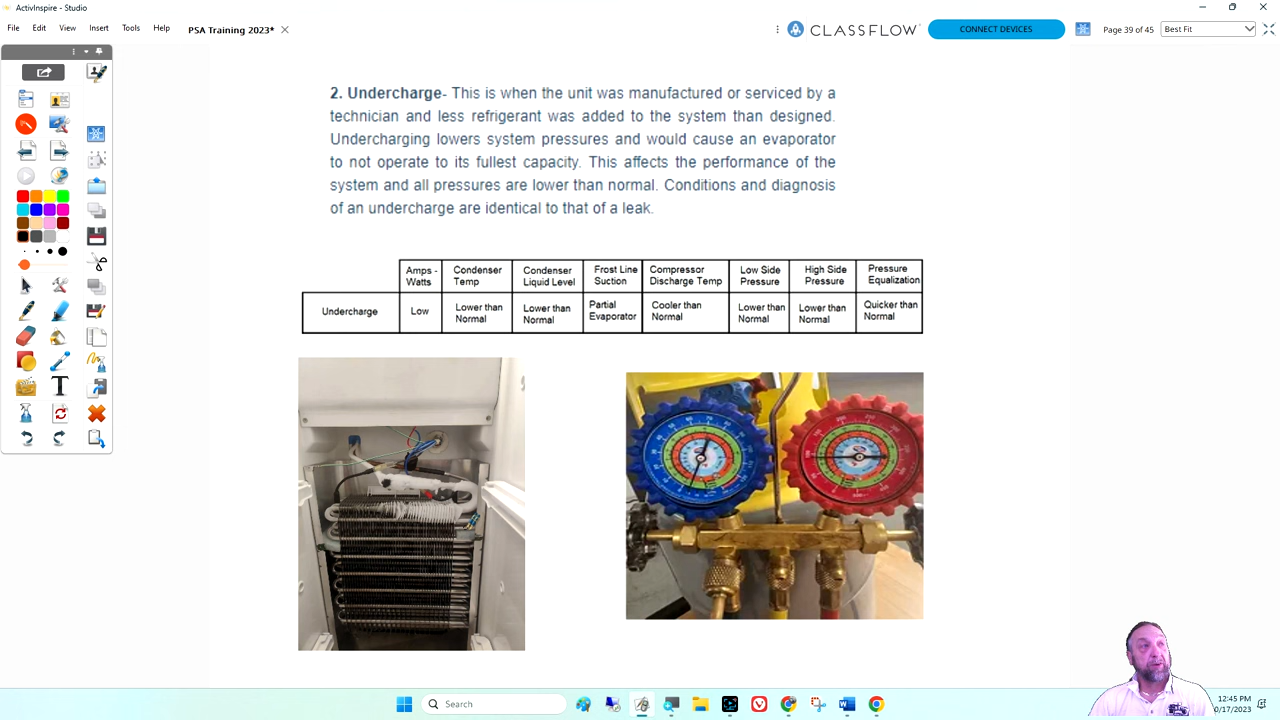 ActivInspire - Studio
File Edit View Insert Tools Help
PSA Training 2023*
CLASSFLOW
CONNECT DEVICES
Page 39 of 45
Best Fit
2. Undercharge- This is when the unit was manufactured or serviced by a
technician and less refrigerant was added to the system than designed.
Undercharging lowers system pressures and would cause an evaporator
to not operate to its fullest capacity. This affects the performance of the
system and all pressures are lower than normal. Conditions and diagnosis
of an undercharge are identical to that of a leak.
Amps - Watts
Condenser Temp
Condenser Liquid Level
Frost Line Suction
Compressor Discharge Temp
Low Side Pressure
High Side Pressure
Pressure Equalization
Undercharge
Low
Lower than Normal
Lower than Normal
Partial Evaporator
Cooler than Normal
Lower than Normal
Lower than Normal
Quicker than Normal
Search
12:45 PM
0/17/2023